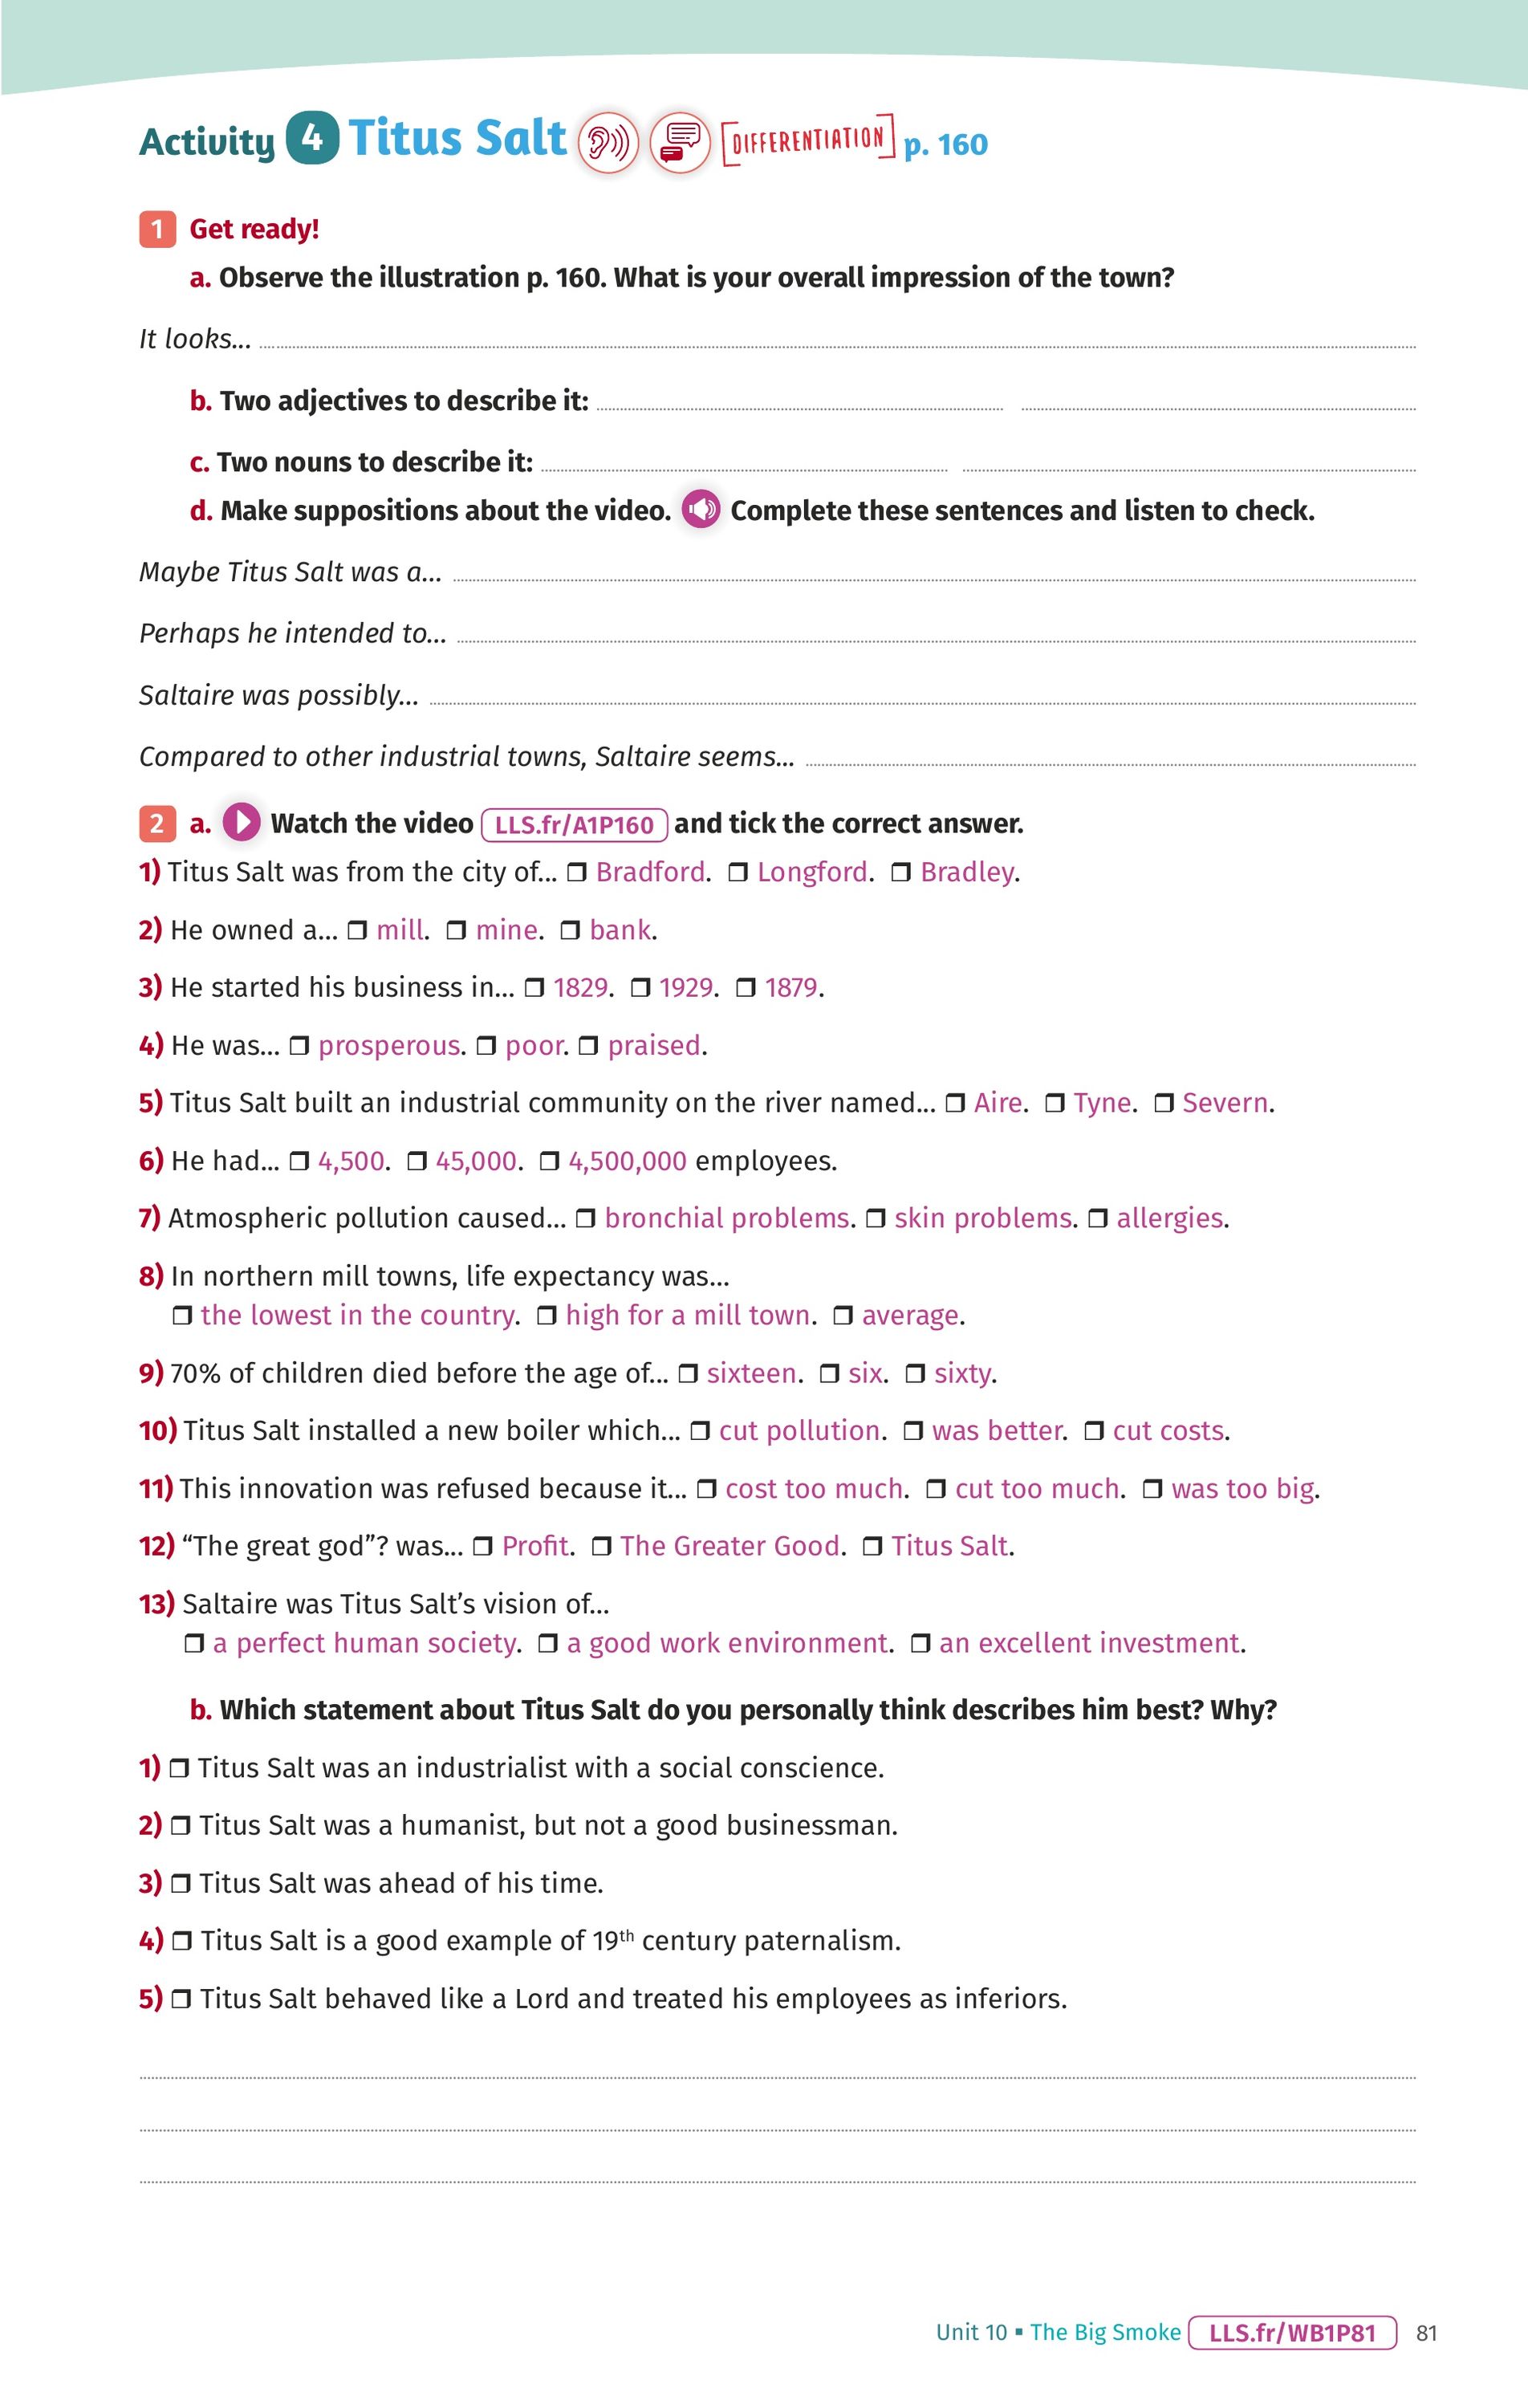 Activity 4 Titus Salt [DIFFERENTIATION] p. 160
1 Get ready!
a. Observe the illustration p. 160. What is your overall impression of the town?
It looks...
b. Two adjectives to describe it:
c. Two nouns to describe it:
d. Make suppositions about the video. Complete these sentences and listen to check.
Maybe Titus Salt was a...
Perhaps he intended to...
Saltaire was possibly...
Compared to other industrial towns, Saltaire seems...
2 a. Watch the video LLS.fr/A1P160 and tick the correct answer.
1) Titus Salt was from the city of... ❒ Bradford. ❒ Longford. ❒ Bradley.
2) He owned a... ❒ mill. ❒ mine. ❒ bank.
3) He started his business in... ❒ 1829. ❒ 1929. ❒ 1879.
4) He was... ❒ prosperous. ❒ poor. ❒ praised.
5) Titus Salt built an industrial community on the river named... ❒ Aire. ❒ Tyne. ❒ Severn.
6) He had... ❒ 4,500. ❒ 45,000. ❒ 4,500,000 employees.
7) Atmospheric pollution caused... ❒ bronchial problems. ❒ skin problems. ❒ allergies.
8) In northern mill towns, life expectancy was...
❒ the lowest in the country. ❒ high for a mill town. ❒ average.
9) 70% of children died before the age of... ❒ sixteen. ❒ six. ❒ sixty.
10) Titus Salt installed a new boiler which... ❒ cut pollution. ❒ was better. ❒ cut costs.
11) This innovation was refused because it... ❒ cost too much. ❒ cut too much. ❒ was too big.
12) “The great god”? was... ❒ Profit. ❒ The Greater Good. ❒ Titus Salt.
13) Saltaire was Titus Salt’s vision of...
❒ a perfect human society. ❒ a good work environment. ❒ an excellent investment.
b. Which statement about Titus Salt do you personally think describes him best? Why?
1) ❒ Titus Salt was an industrialist with a social conscience.
2) ❒ Titus Salt was a humanist, but not a good businessman.
3) ❒ Titus Salt was ahead of his time.
4) ❒ Titus Salt is a good example of 19th century paternalism.
5) ❒ Titus Salt behaved like a Lord and treated his employees as inferiors.
Unit 10 ▪ The Big Smoke LLS.fr/WB1P81 81